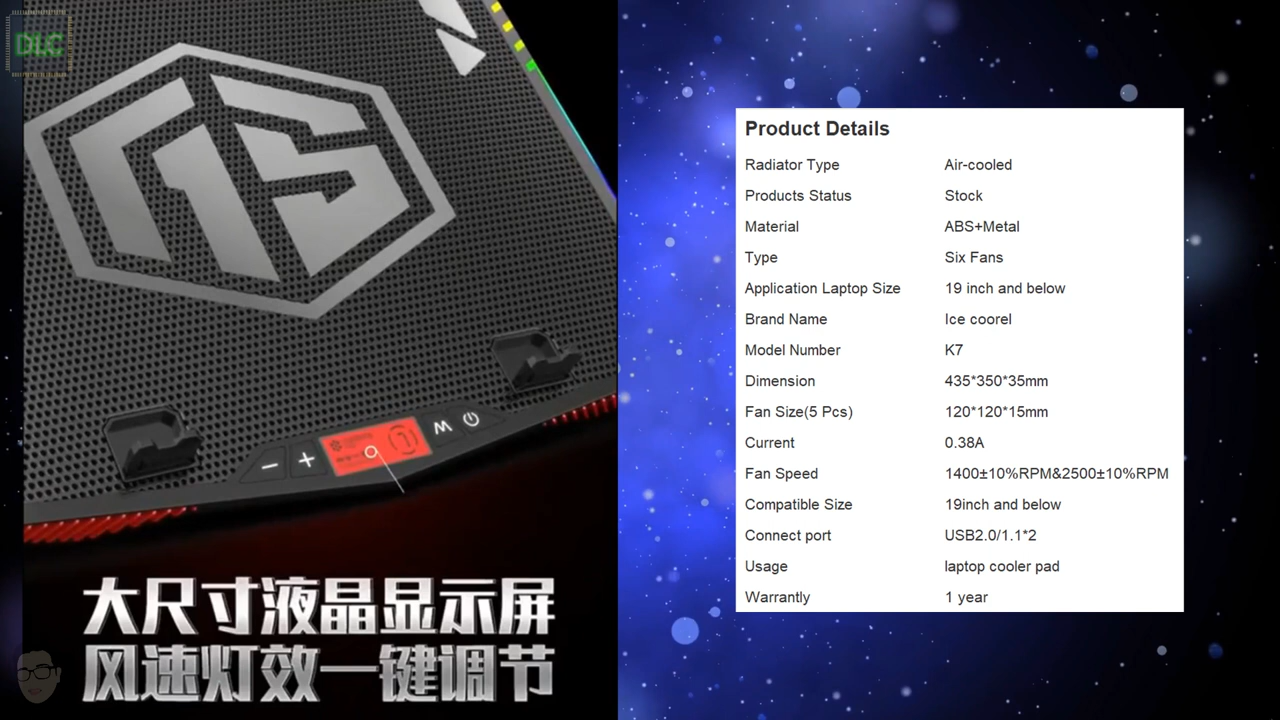 DLC
大尺寸液晶显示屏
风速灯效一键调节
Product Details
Radiator Type Air-cooled
Products Status Stock
Material ABS+Metal
Type Six Fans
Application Laptop Size 19 inch and below
Brand Name Ice coorel
Model Number K7
Dimension 435*350*35mm
Fan Size(5 Pcs) 120*120*15mm
Current 0.38A
Fan Speed 1400±10%RPM&2500±10%RPM
Compatible Size 19inch and below
Connect port USB2.0/1.1*2
Usage laptop cooler pad
Warrantly 1 year